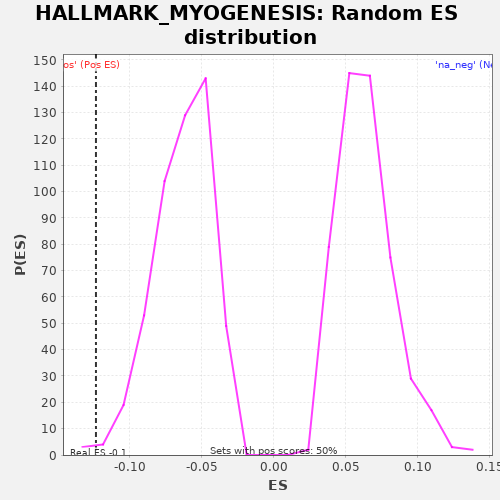 HALLMARK_MYOGENESIS: Random ES
distribution
os' (Pos ES)
'na_neg' (Ne
150
140
130
120
110
100
90
80
70
60
50
40
30
20
10
0
P(ES)
Real ES -0.1
Sets with pos scores: 50%
-0.10
-0.05
0.00
0.05
0.10
0.15
ES